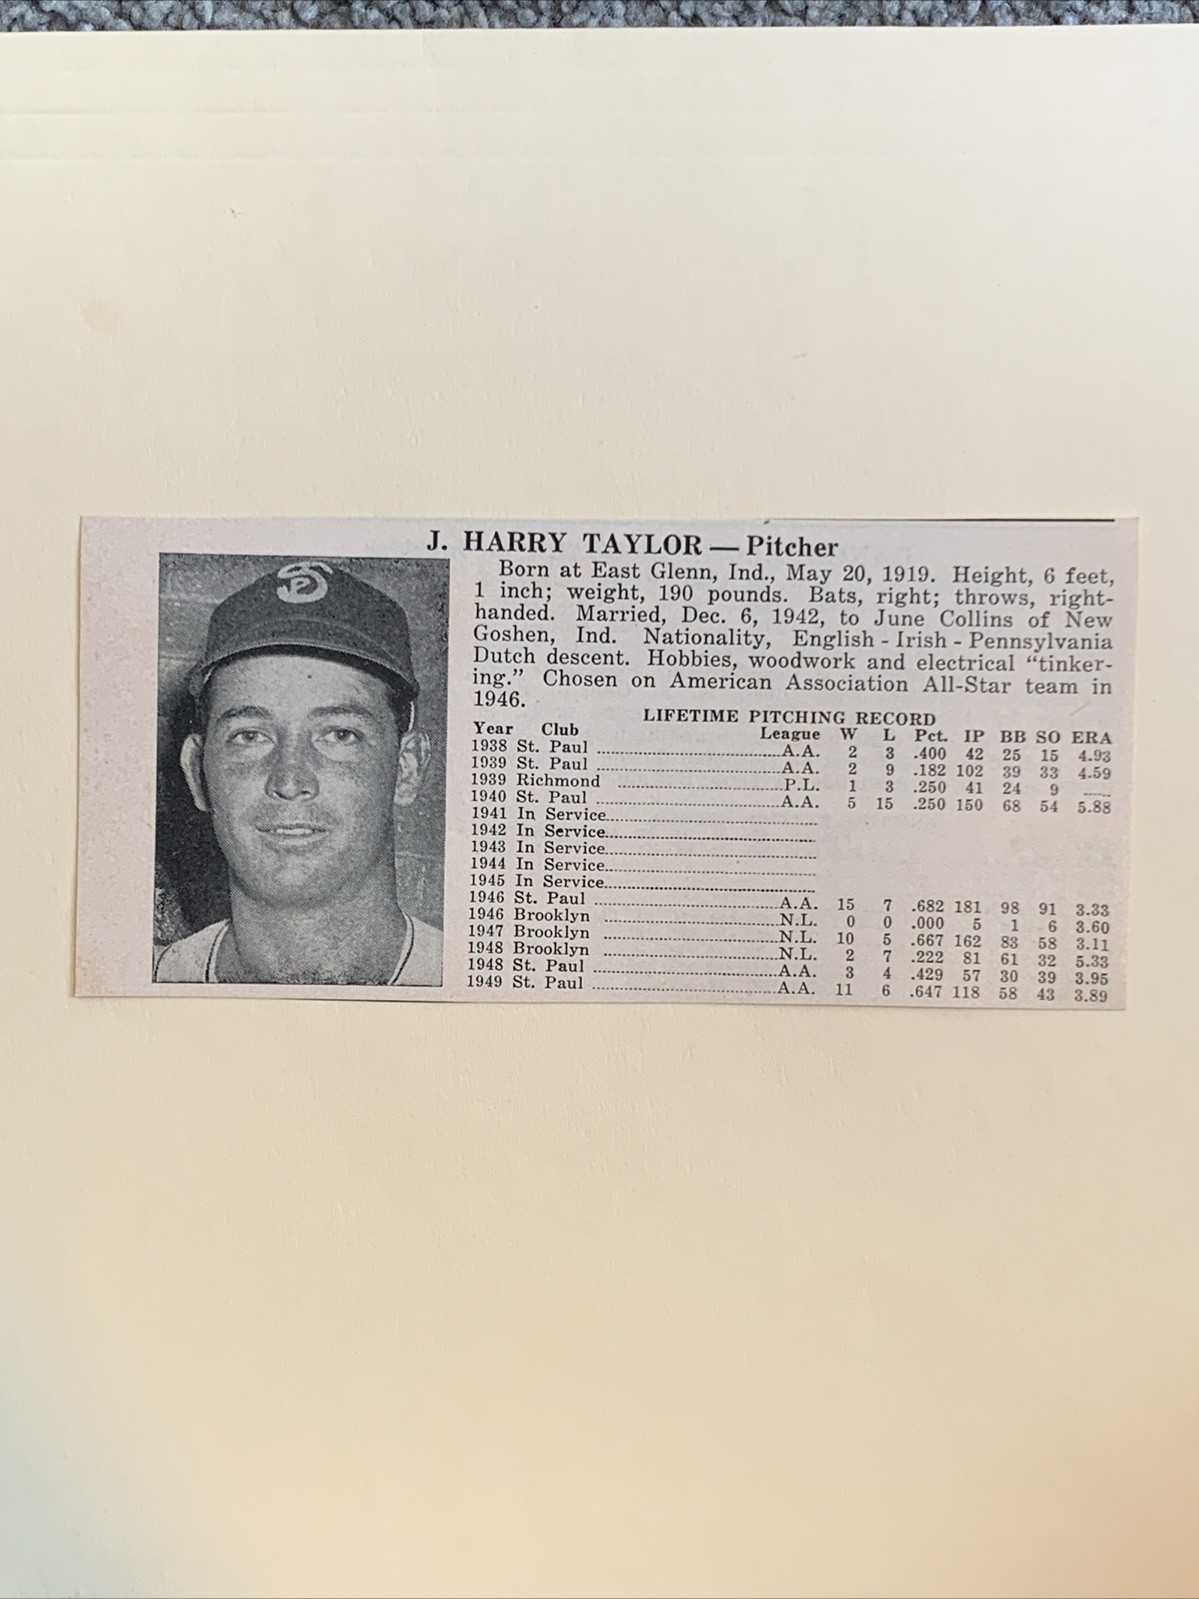 J. HARRY TAYLOR — Pitcher
Born at East Glenn, Ind., May 20, 1919. Height, 6 feet,
1 inch; weight, 190 pounds. Bats, right; throws, right-
handed. Married, Dec. 6, 1942, to June Collins of New
Goshen, Ind. Nationality, English - Irish - Pennsylvania
Dutch descent. Hobbies, woodwork and electrical “tinker-
ing.” Chosen on American Association All-Star team in
1946.
LIFETIME PITCHING RECORD
Year Club League W L Pct. IP BB SO ERA
1938 St. Paul ........A.A. 2 3 .400 42 25 15 4.93
1939 St. Paul ........A.A. 2 9 .182 102 39 33 4.59
1939 Richmond ........P.L. 1 3 .250 41 24 9 ......
1940 St. Paul ........A.A. 5 15 .250 150 68 54 5.88
1941 In Service........
1942 In Service........
1943 In Service........
1944 In Service........
1945 In Service........
1946 St. Paul ........A.A. 15 7 .682 181 98 91 3.33
1946 Brooklyn ........N.L. 0 0 .000 5 1 6 3.60
1947 Brooklyn ........N.L. 10 5 .667 162 83 58 3.11
1948 Brooklyn ........N.L. 2 7 .222 81 61 32 5.33
1948 St. Paul ........A.A. 3 4 .429 57 30 39 3.95
1949 St. Paul ........A.A. 11 6 .647 118 58 43 3.89